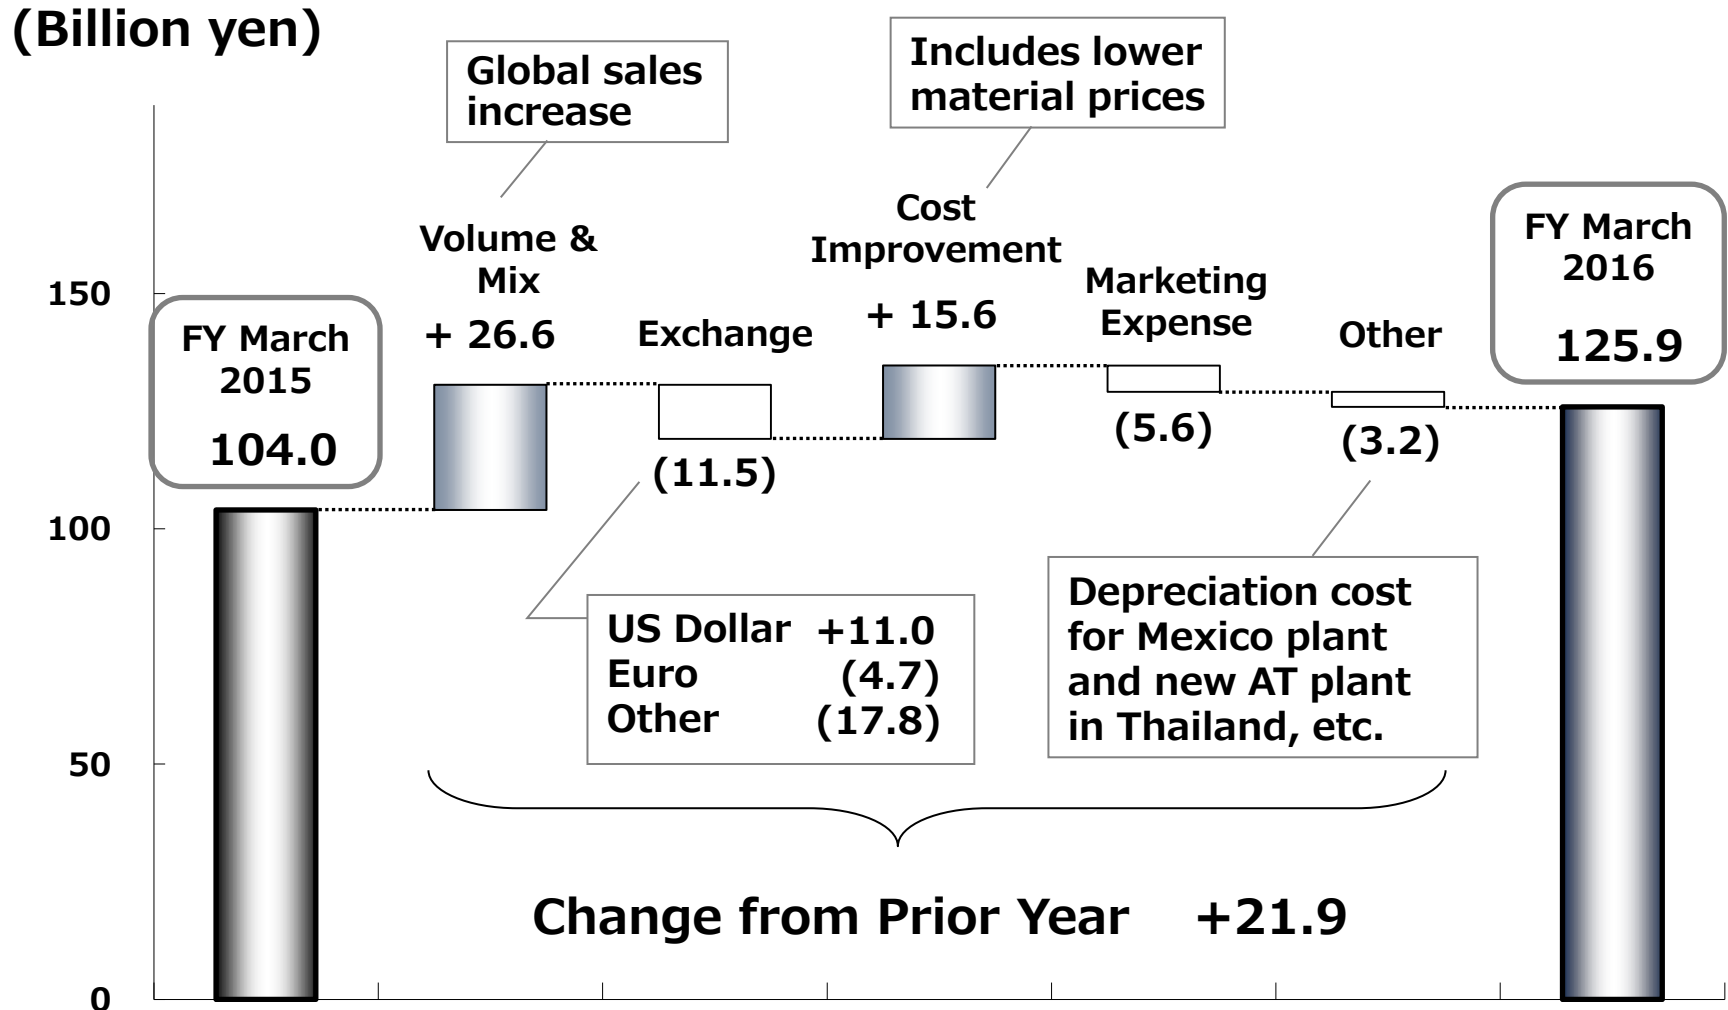 (Billion yen)
Global sales
increase
Includes lower
material prices
Volume &
Mix
+ 26.6
Exchange
(11.5)
Cost
Improvement
+ 15.6
Marketing
Expense
(5.6)
Other
(3.2)
FY March
2015
104.0
FY March
2016
125.9
150
100
50
0
US Dollar +11.0
Euro (4.7)
Other (17.8)
Depreciation cost
for Mexico plant
and new AT plant
in Thailand, etc.
Change from Prior Year +21.9